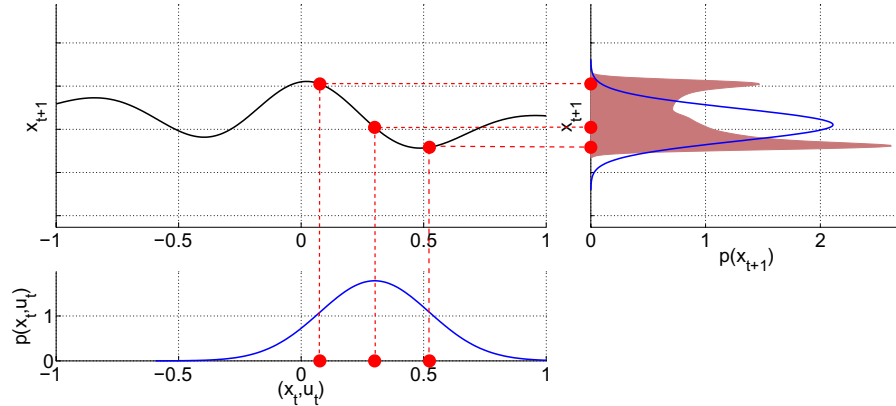 x_{t+1}
−1 −0.5 0 0.5 1
x_{t+1}
0 1 2
p(x_{t+1})
p(x_t,u_t)
1
0
−1 −0.5 0 0.5 1
(x_t,u_t)